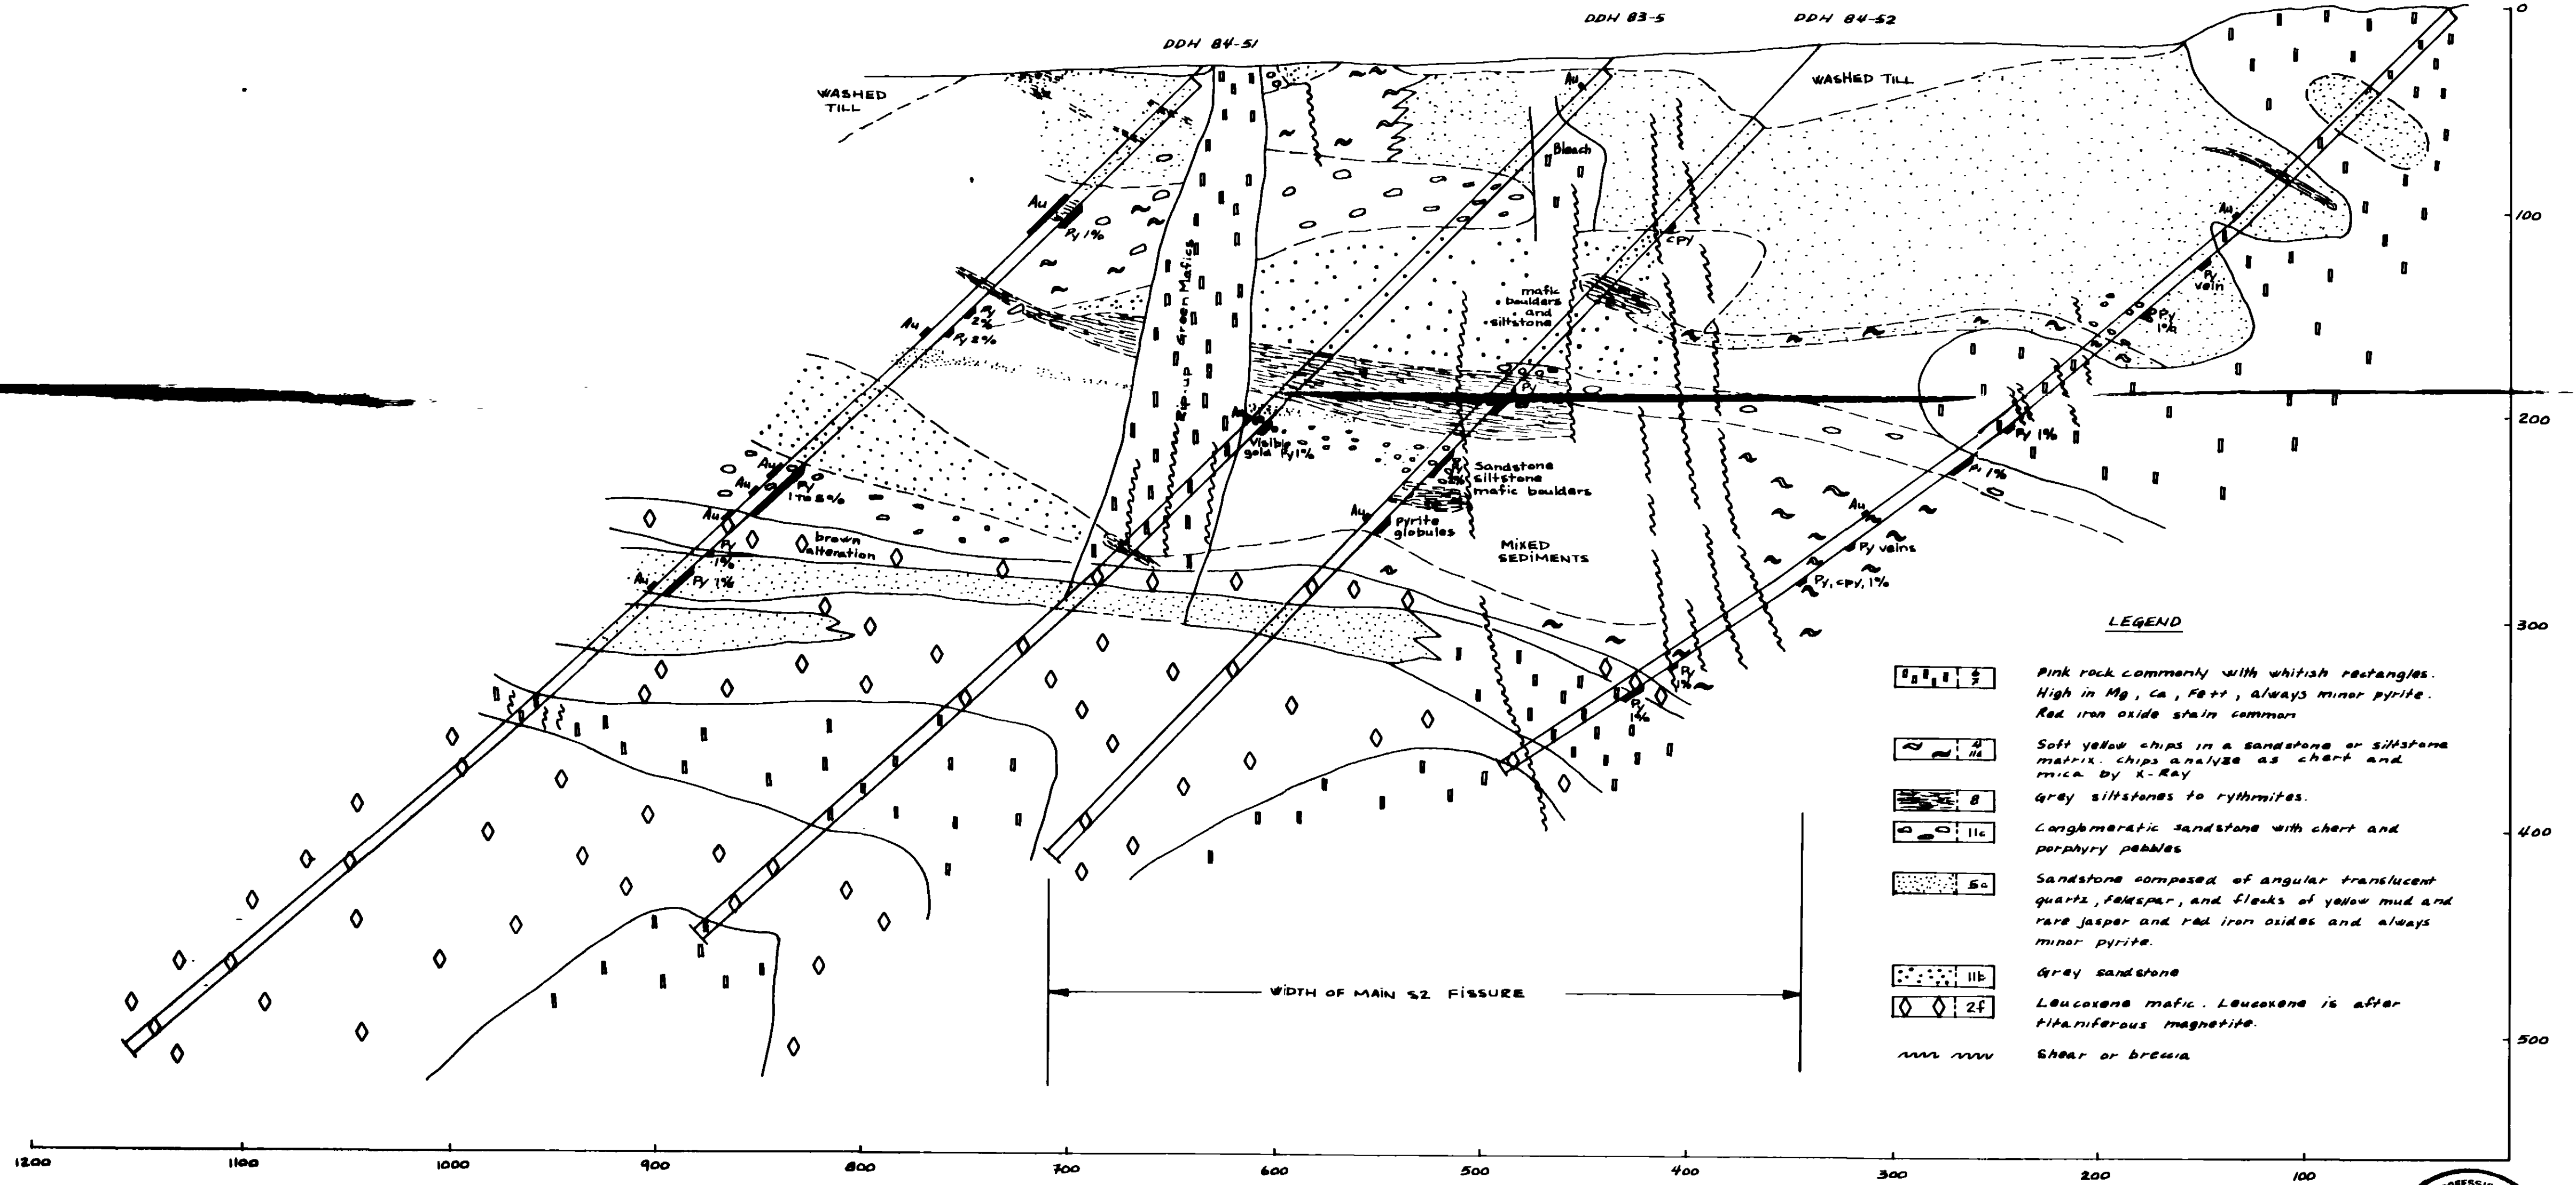 DDH 84-51
DDH 83-5
DDH 84-52
0
WASHED
TILL
WASHED TILL
Au
Bleach
Au
Py 1%
100
Au
cpy
Py
vein
Rip-up Green Mafics
mafic
boulders
and
siltstone
Au
Py
2%
Py 2%
Py
1%
Py
200
Au
Visible
gold Py 1%
Py 1%
Au
Au
Py
1 TO 5%
Sandstone
siltstone
mafic boulders
Py 1%
Au
Au
Pyrite
globules
Au
brown
alteration
MIXED
SEDIMENTS
Py veins
Py
1%
Au
Py 1%
Py, cpy, 1%
300
Py
1%
Py
1%
400
500
WIDTH OF MAIN S2 FISSURE
LEGEND
6
7
Pink rock commonly with whitish rectangles.
High in Mg, Ca, Fe++, always minor pyrite.
Red iron oxide stain common
4
11d
Soft yellow chips in a sandstone or siltstone
matrix. chips analyze as chert and
mica by X-Ray
8
Grey siltstones to rythmites.
11c
Conglomeratic sandstone with chert and
porphyry pebbles
5c
Sandstone composed of angular translucent
quartz, feldspar, and flecks of yellow mud and
rare jasper and red iron oxides and always
minor pyrite.
11b
Grey sandstone
2f
Leucoxene mafic. Leucoxene is after
titaniferous magnetite.
Shear or breccia
1200 1100 1000 900 800 700 600 500 400 300 200 100